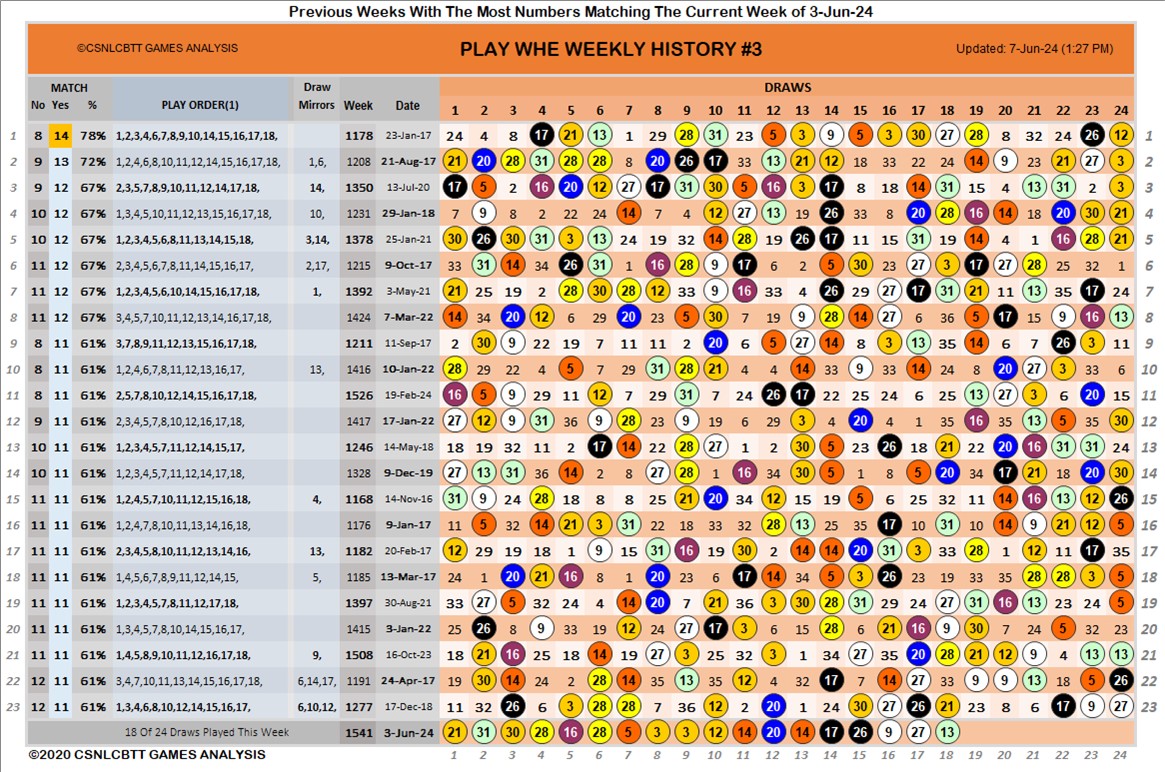 Previous Weeks With The Most Numbers Matching The Current Week of 3-Jun-24
©CSNLCBTT GAMES ANALYSIS PLAY WHE WEEKLY HISTORY #3 Updated: 7-Jun-24 (1:27 PM)
MATCH Draw DRAWS
No Yes % PLAY ORDER(1) Mirrors Week Date 1 2 3 4 5 6 7 8 9 10 11 12 13 14 15 16 17 18 19 20 21 22 23 24
1 8 14 78% 1,2,3,4,6,7,8,9,10,14,15,16,17,18, 1178 23-Jan-17 24 4 8 17 21 13 1 29 28 31 23 5 3 9 5 3 30 27 28 8 32 24 26 12 1
2 9 13 72% 1,2,4,6,8,10,11,12,14,15,16,17,18, 1,6, 1208 21-Aug-17 21 20 28 31 28 28 8 20 26 17 33 13 21 12 18 33 22 24 14 9 23 21 27 3 2
3 9 12 67% 2,3,5,7,8,9,10,11,12,14,17,18, 14, 1350 13-Jul-20 17 5 2 16 20 12 27 17 31 30 5 16 3 14 8 18 14 31 15 4 13 31 2 3 3
4 10 12 67% 1,3,4,5,10,11,12,13,15,16,17,18, 10, 1231 29-Jan-18 7 9 8 2 22 24 14 7 4 12 27 13 19 26 33 8 20 28 16 14 18 20 30 21 4
5 10 12 67% 1,2,3,4,5,6,8,11,13,14,15,18, 3,14, 1378 25-Jan-21 30 26 30 31 3 13 24 19 32 14 28 19 26 17 11 15 31 19 14 4 1 16 28 21 5
6 11 12 67% 2,3,4,5,6,7,8,11,14,15,16,17, 2,17, 1215 9-Oct-17 33 31 14 34 26 31 1 16 28 9 17 6 2 5 30 23 27 3 17 27 28 25 32 1 6
7 11 12 67% 1,2,3,4,5,6,10,14,15,16,17,18, 1, 1392 3-May-21 21 25 19 2 28 30 28 12 33 9 16 33 4 26 29 27 17 31 21 11 13 35 17 24 7
8 11 12 67% 3,4,5,7,10,11,12,13,14,16,17,18, 1424 7-Mar-22 14 34 20 12 6 29 20 23 5 30 7 19 9 28 14 27 6 36 5 17 15 9 16 13 8
9 8 11 61% 3,7,8,9,11,12,13,15,16,17,18, 1211 11-Sep-17 2 30 9 22 19 7 11 11 2 20 6 5 27 14 8 3 13 35 14 6 7 26 3 11 9
10 8 11 61% 1,2,4,6,7,8,11,12,13,16,17, 13, 1416 10-Jan-22 28 29 22 4 5 7 29 31 28 21 4 4 14 33 9 33 14 24 8 20 27 3 33 6 10
11 8 11 61% 2,5,7,8,10,12,14,15,16,17,18, 1526 19-Feb-24 16 5 9 29 11 12 7 29 31 7 24 26 17 22 25 24 6 25 13 27 3 6 20 15 11
12 9 11 61% 2,3,4,5,7,8,10,12,15,16,18, 1417 17-Jan-22 27 12 9 31 36 9 28 23 9 19 6 29 3 4 20 4 1 35 16 35 13 5 35 30 12
13 10 11 61% 1,2,3,4,5,7,11,12,14,15,17, 1246 14-May-18 18 19 32 11 2 17 14 22 28 27 1 2 30 5 23 26 18 21 22 20 16 31 31 24 13
14 10 11 61% 1,2,3,4,5,7,11,12,14,17,18, 1328 9-Dec-19 27 13 31 36 14 2 8 27 28 1 16 34 30 5 1 8 5 20 34 17 21 18 20 30 14
15 11 11 61% 1,2,4,5,7,10,11,12,15,16,18, 4, 1168 14-Nov-16 31 9 24 28 18 8 8 25 21 20 34 12 15 19 5 6 25 32 20 14 16 13 12 26 15
16 11 11 61% 1,2,4,7,8,10,11,13,14,16,18, 1176 9-Jan-17 11 5 32 14 21 3 31 22 18 33 32 28 13 25 35 17 10 31 10 14 9 21 12 5 16
17 11 11 61% 2,3,4,5,8,10,11,12,13,14,16, 13, 1182 20-Feb-17 12 29 19 18 1 9 15 31 16 19 30 2 14 14 20 31 3 33 28 1 12 11 17 35 17
18 11 11 61% 1,4,5,6,7,8,9,11,12,14,15, 5, 1185 13-Mar-17 24 1 20 21 16 8 1 20 23 6 17 14 34 5 3 26 23 19 33 35 28 28 3 5 18
19 11 11 61% 1,2,3,4,5,7,8,11,12,17,18, 1397 30-Aug-21 33 27 5 32 24 4 14 20 7 21 36 3 30 28 31 29 24 27 31 20 16 13 23 24 5 19
20 11 11 61% 1,3,4,5,7,8,10,14,15,16,17, 1415 3-Jan-22 25 26 8 9 33 19 12 24 27 17 3 6 15 28 6 21 16 9 30 7 24 5 32 23 20
21 11 11 61% 1,4,5,8,9,10,11,12,16,17,18, 9, 1508 16-Oct-23 18 21 16 25 18 14 19 27 3 25 32 3 1 34 27 35 20 28 21 12 9 4 13 13 21
22 12 11 61% 3,4,7,10,11,13,14,15,16,17,18, 6,14,17, 1191 24-Apr-17 19 30 14 24 2 28 14 35 13 35 12 4 32 17 7 14 27 33 9 9 13 18 5 26 22
23 12 11 61% 1,3,4,6,8,10,12,14,15,16,17, 6,10,12, 1277 17-Dec-18 11 32 26 6 3 28 28 7 36 12 2 20 1 24 30 27 26 21 23 8 6 17 9 27 23
18 Of 24 Draws Played This Week 1541 3-Jun-24 21 31 30 28 16 28 5 3 3 12 14 20 14 17 26 9 27 13
©2020 CSNLCBTT GAMES ANALYSIS 1 2 3 4 5 6 7 8 9 10 11 12 13 14 15 16 17 18 19 20 21 22 23 24